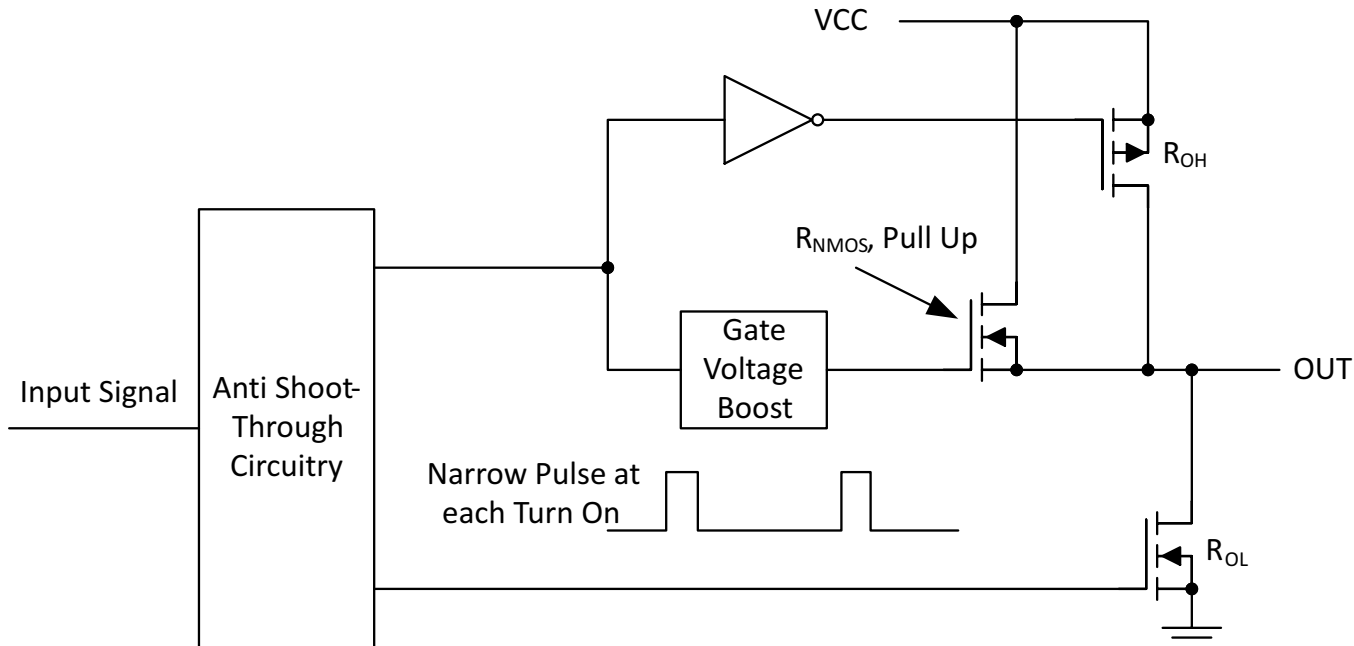 VCC
R_OH
R_NMOS, Pull Up
Gate
Voltage
Boost
OUT
Input Signal
Anti Shoot-
Through
Circuitry
Narrow Pulse at
each Turn On
R_OL